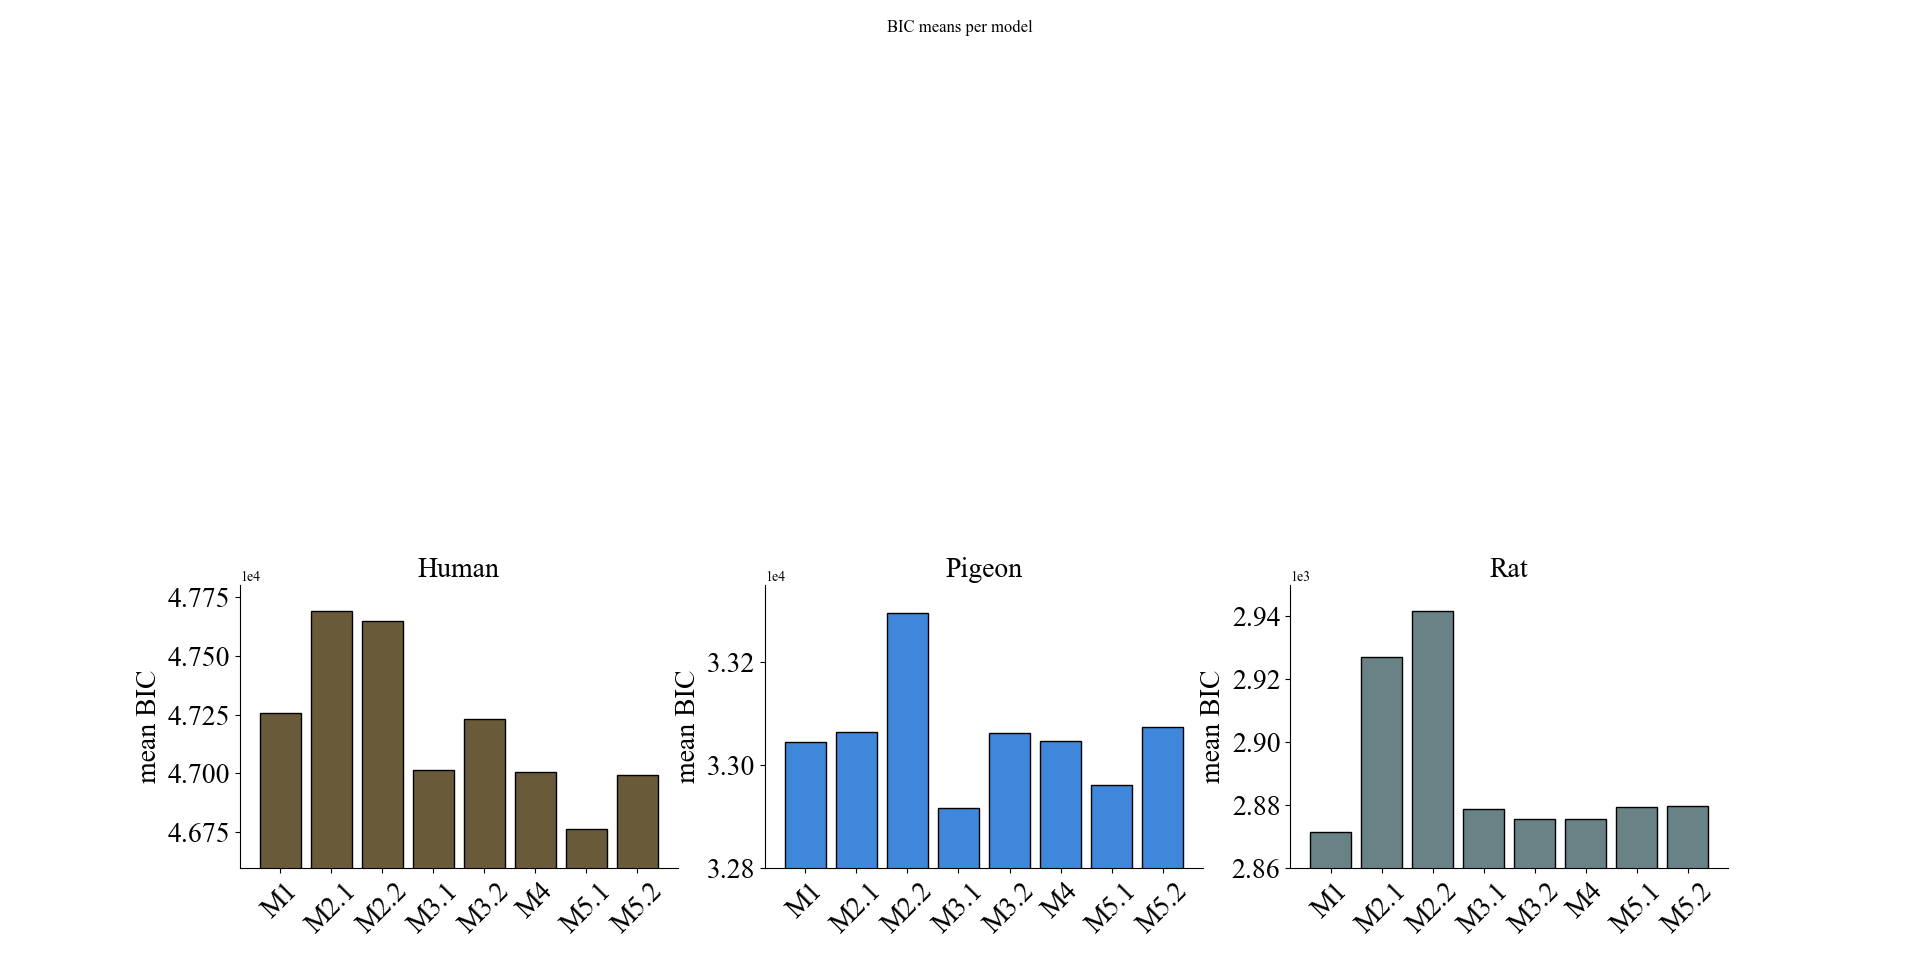 BIC means per model
Human
1e4
4.775
4.750
4.725
4.700
4.675
mean BIC
M1
M2.1
M2.2
M3.1
M3.2
M4
M5.1
M5.2
Pigeon
1e4
3.32
3.30
3.28
mean BIC
M1
M2.1
M2.2
M3.1
M3.2
M4
M5.1
M5.2
Rat
1e3
2.94
2.92
2.90
2.88
2.86
mean BIC
M1
M2.1
M2.2
M3.1
M3.2
M4
M5.1
M5.2